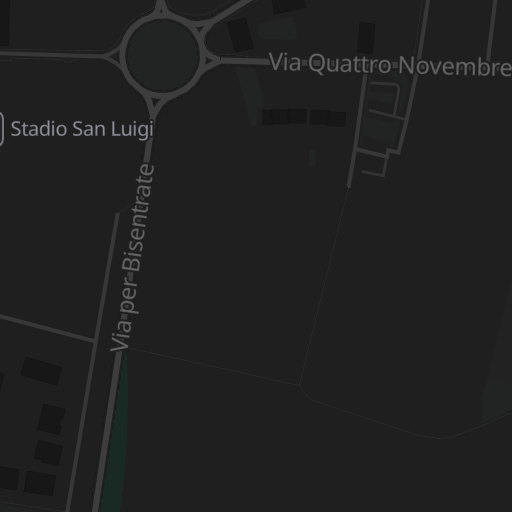 Via Quattro Novembre
Stadio San Luigi
Via per Bisentrate